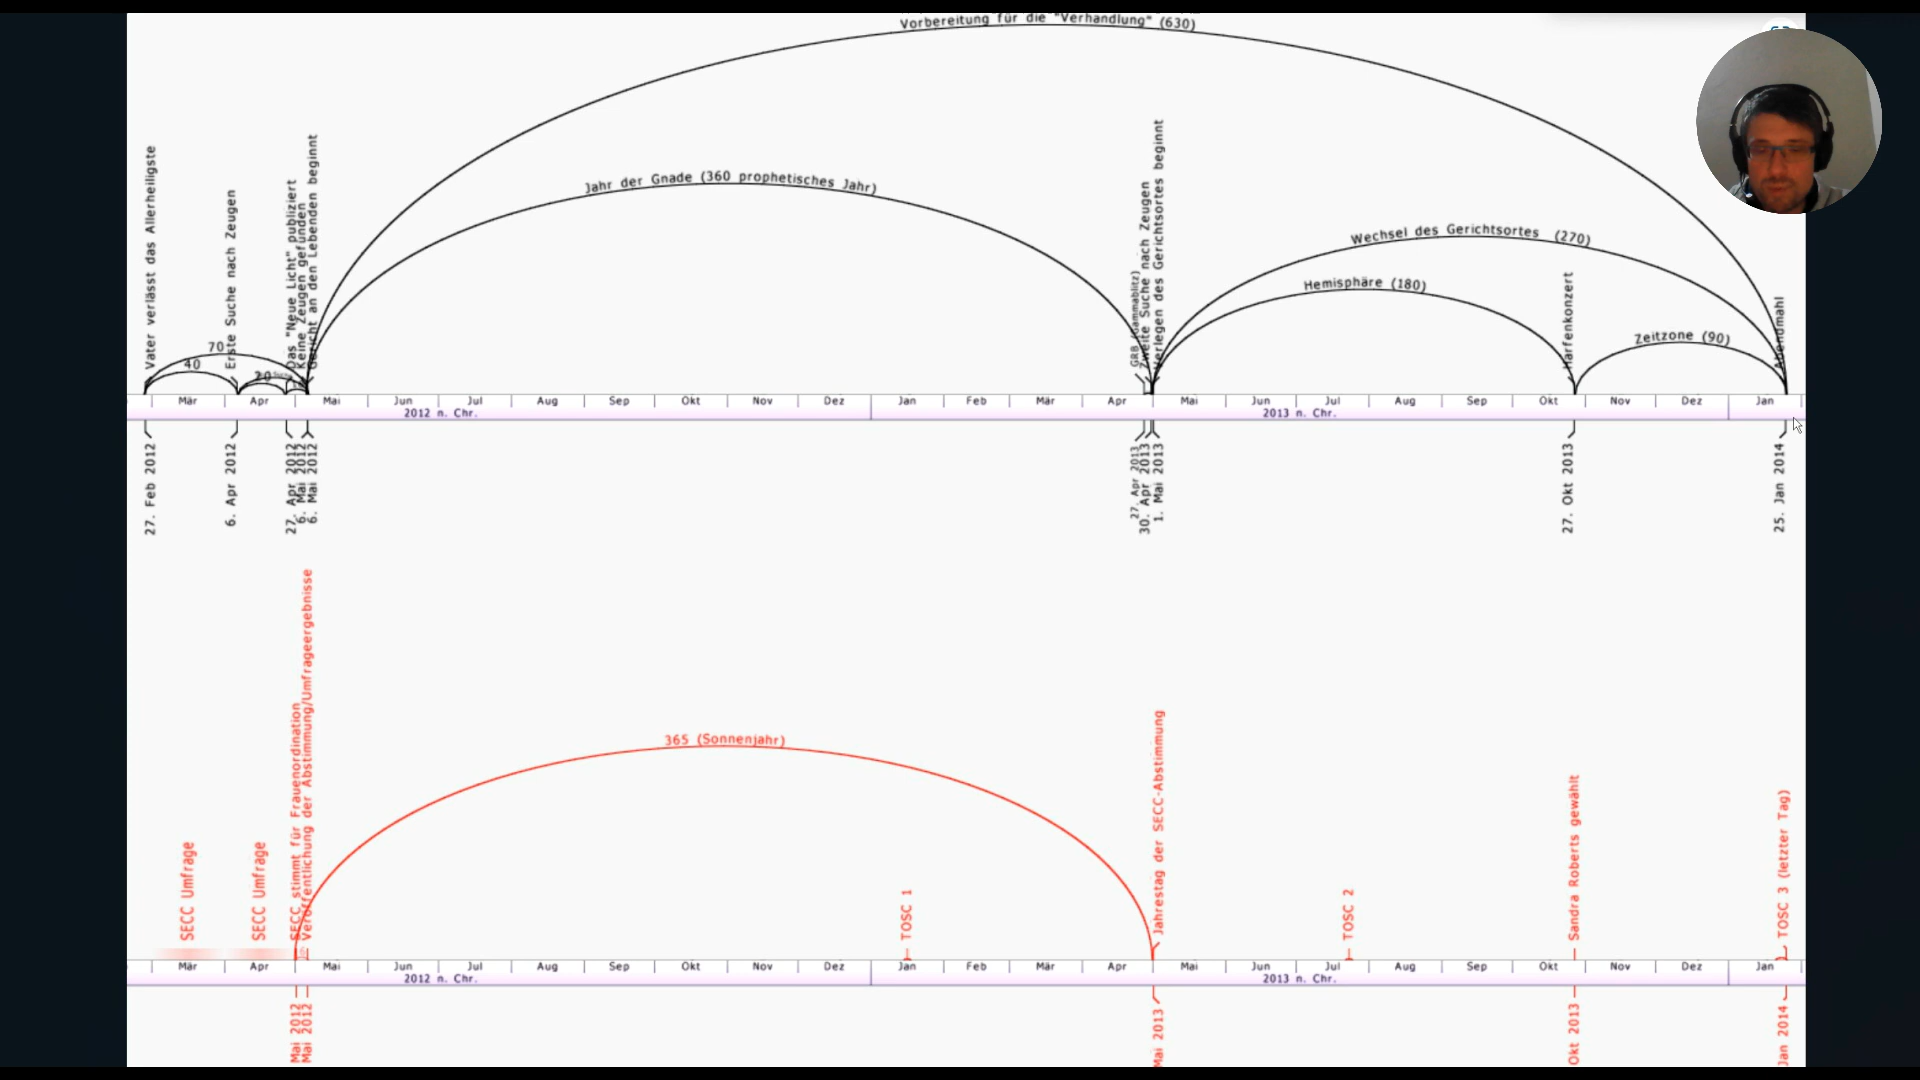 Vorbereitung für die "Verhandlung" (630)
Jahr der Gnade (360 prophetisches Jahr)
Wechsel des Gerichtsortes (270)
Hemisphäre (180)
Zeitzone (90)
70
40
20
Vater verlässt das Allerheiligste
Erste Suche nach Zeugen
Das "Neue Licht" publiziert
Keine Zeugen gefunden
Gericht an den Lebenden beginnt
GRB (Gammablitz)
Zweite Suche nach Zeugen
Verlegen des Gerichtsortes beginnt
Harfenkonzert
Abendmahl
Mär Apr Mai Jun Jul Aug Sep Okt Nov Dez Jan Feb Mär Apr Mai Jun Jul Aug Sep Okt Nov Dez Jan
2012 n. Chr. 2013 n. Chr.
27. Feb 2012
6. Apr 2012
27. Apr 2012
6. Mai 2012
6. Mai 2012
27. Apr 2013
30. Apr 2013
1. Mai 2013
27. Okt 2013
25. Jan 2014
365 (Sonnenjahr)
SECC Umfrage
SECC Umfrage
SECC stimmt für Frauenordination
Veröffentlichung der Abstimmung/Umfrageergebnisse
TOSC 1
Jahrestag der SECC-Abstimmung
TOSC 2
Sandra Roberts gewählt
TOSC 3 (letzter Tag)
Mär Apr Mai Jun Jul Aug Sep Okt Nov Dez Jan Feb Mär Apr Mai Jun Jul Aug Sep Okt Nov Dez Jan
2012 n. Chr. 2013 n. Chr.
Mai 2012
Mai 2012
Mai 2013
Okt 2013
Jan 2014